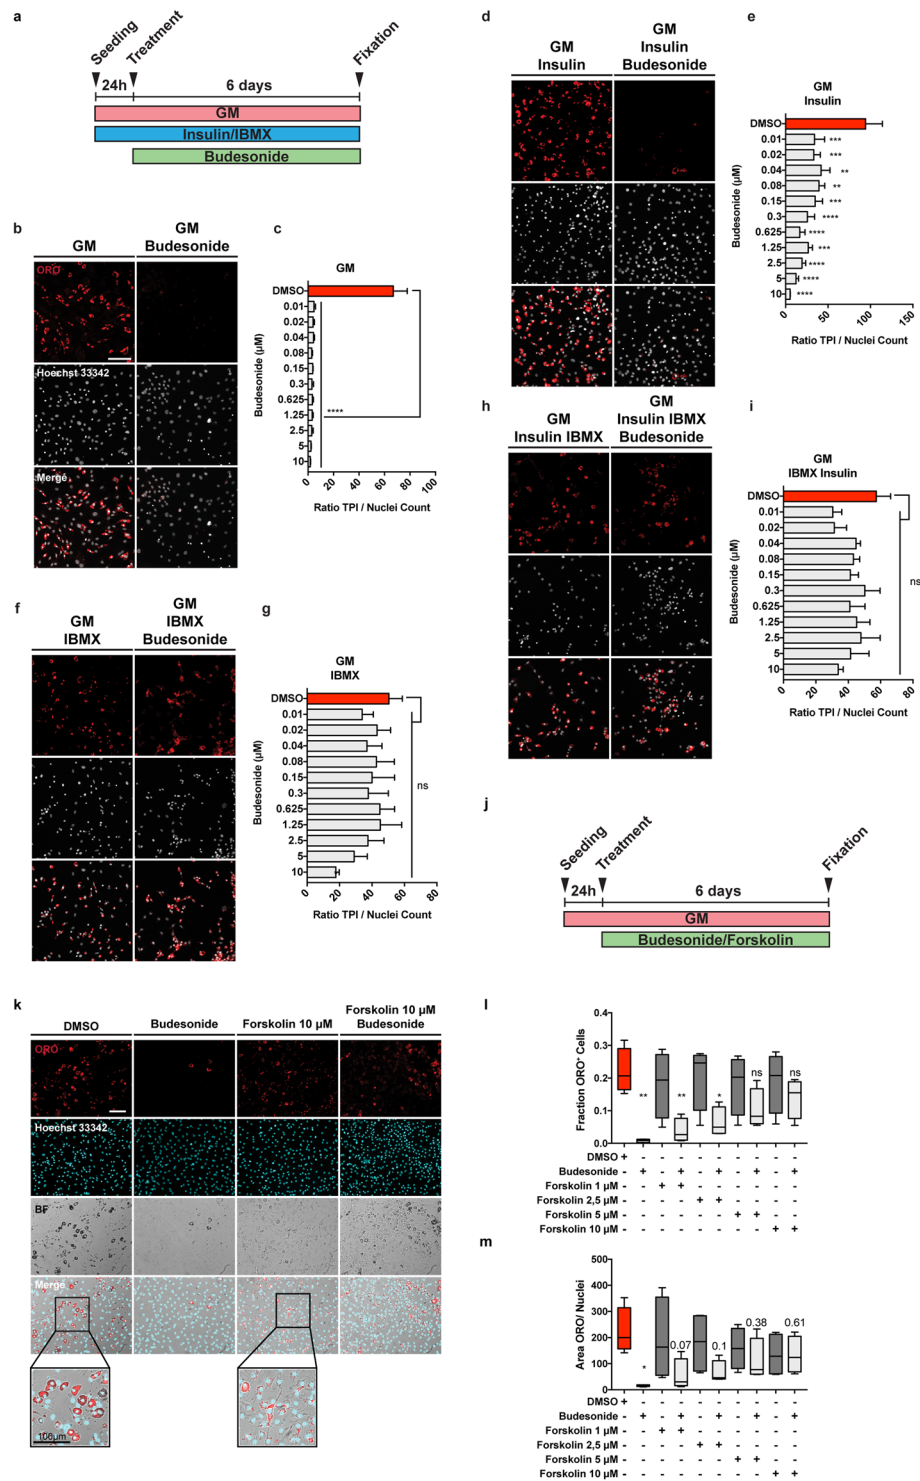 a
Seeding
Treatment
Fixation
24h
6 days
GM
Insulin/IBMX
Budesonide
b
GM
GM
Budesonide
ORO
Hoechst 33342
Merge
c
GM
Budesonide (µM)
DMSO
0.01
0.02
0.04
0.08
0.15
0.3
0.625
1.25
2.5
5
10
****
0 20 40 60 80 100
Ratio TPI / Nuclei Count
d
GM
Insulin
GM
Insulin
Budesonide
e
GM
Insulin
Budesonide (µM)
DMSO
0.01 ***
0.02 ***
0.04 **
0.08 **
0.15 ***
0.3 ****
0.625 ****
1.25 ***
2.5 ****
5 ****
10 ****
0 50 100 150
Ratio TPI / Nuclei Count
f
GM
IBMX
GM
IBMX
Budesonide
g
GM
IBMX
Budesonide (µM)
DMSO
0.01
0.02
0.04
0.08
0.15
0.3
0.625
1.25
2.5
5
10
ns
0 20 40 60 80
Ratio TPI / Nuclei Count
h
GM
Insulin IBMX
GM
Insulin IBMX
Budesonide
i
GM
IBMX Insulin
Budesonide (µM)
DMSO
0.01
0.02
0.04
0.08
0.15
0.3
0.625
1.25
2.5
5
10
ns
0 20 40 60 80
Ratio TPI / Nuclei Count
j
Seeding
Treatment
Fixation
24h
6 days
GM
Budesonide/Forskolin
k
DMSO
Budesonide
Forskolin 10 µM
Forskolin 10 µM
Budesonide
ORO
Hoechst 33342
BF
Merge
100µm
l
Fraction ORO⁺ Cells
0.4
0.3
0.2
0.1
0.0
** ** * ns ns
DMSO + - - - - - - - - -
Budesonide - + - + - + - + - +
Forskolin 1 µM - - + + - - - - - -
Forskolin 2,5 µM - - - - + + - - - -
Forskolin 5 µM - - - - - - + + - -
Forskolin 10 µM - - - - - - - - + +
m
Area ORO/ Nuclei
500
400
300
200
100
0
* 0.07 0.1 0.38 0.61
DMSO + - - - - - - - - -
Budesonide - + - + - + - + - +
Forskolin 1 µM - - + + - - - - - -
Forskolin 2,5 µM - - - - + + - - - -
Forskolin 5 µM - - - - - - + + - -
Forskolin 10 µM - - - - - - - - + +